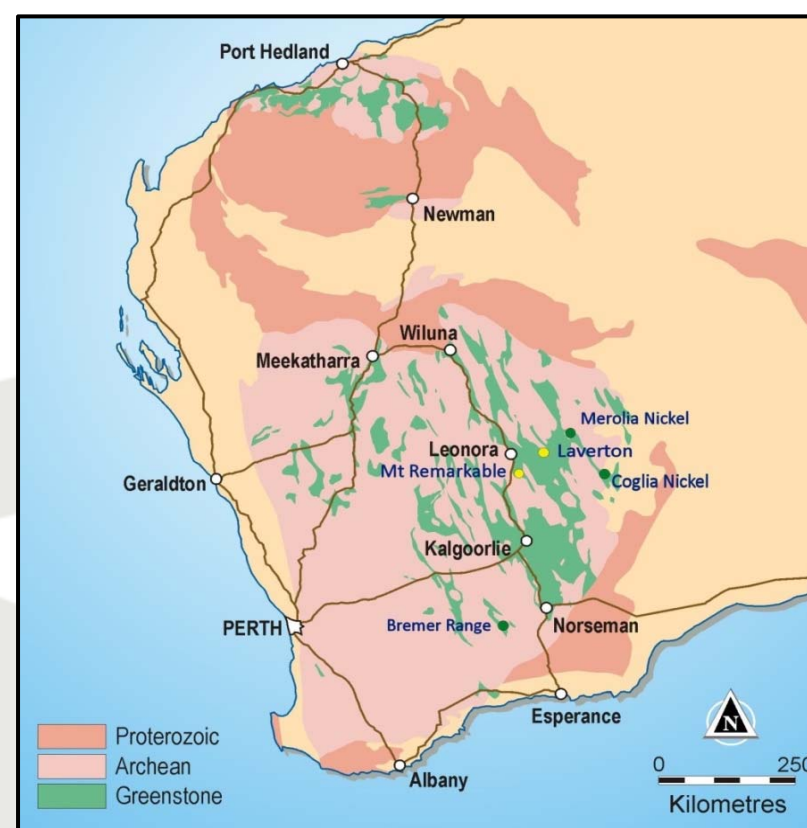 Port Hedland
Newman
Wiluna
Meekatharra
Merolia Nickel
Leonora
Laverton
Mt Remarkable
Coglia Nickel
Geraldton
Kalgoorlie
PERTH
Bremer Range
Norseman
Esperance
Albany
Proterozoic
Archean
Greenstone
N
0 250
Kilometres